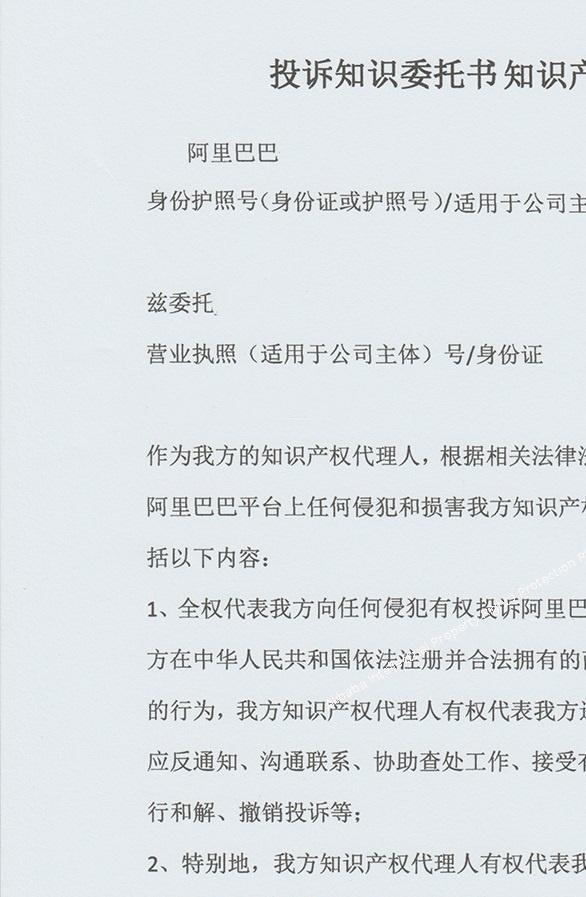 投诉知识委托书 知识产
阿里巴巴
身份护照号(身份证或护照号)/适用于公司主
兹委托
营业执照（适用于公司主体）号/身份证
作为我方的知识产权代理人，根据相关法律法
阿里巴巴平台上任何侵犯和损害我方知识产权
括以下内容：
1、全权代表我方向任何侵犯有权投诉阿里巴
方在中华人民共和国依法注册并合法拥有的商
的行为，我方知识产权代理人有权代表我方
应反通知、沟通联系、协助查处工作、接受
行和解、撤销投诉等；
2、特别地，我方知识产权代理人有权代表我